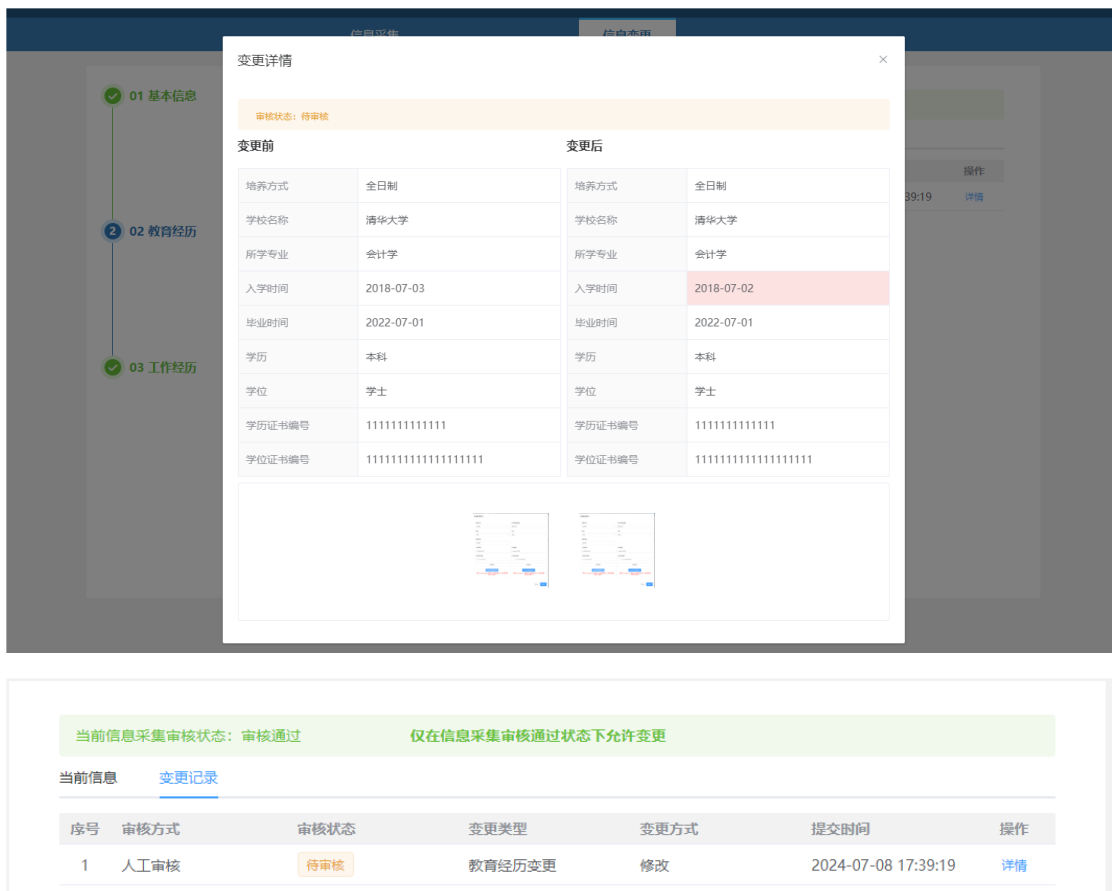 信息采集 信息变更
变更详情 ×
01 基本信息
审核状态：待审核
变更前 变更后
操作
培养方式 全日制 培养方式 全日制
39:19 详情
学校名称 清华大学 学校名称 清华大学
2 02 教育经历
所学专业 会计学 所学专业 会计学
入学时间 2018-07-03 入学时间 2018-07-02
毕业时间 2022-07-01 毕业时间 2022-07-01
03 工作经历
学历 本科 学历 本科
学位 学士 学位 学士
学历证书编号 1111111111111 学历证书编号 1111111111111
学位证书编号 1111111111111111111 学位证书编号 1111111111111111111
当前信息采集审核状态：审核通过 仅在信息采集审核通过状态下允许变更
当前信息 变更记录
序号 审核方式 审核状态 变更类型 变更方式 提交时间 操作
1 人工审核 待审核 教育经历变更 修改 2024-07-08 17:39:19 详情